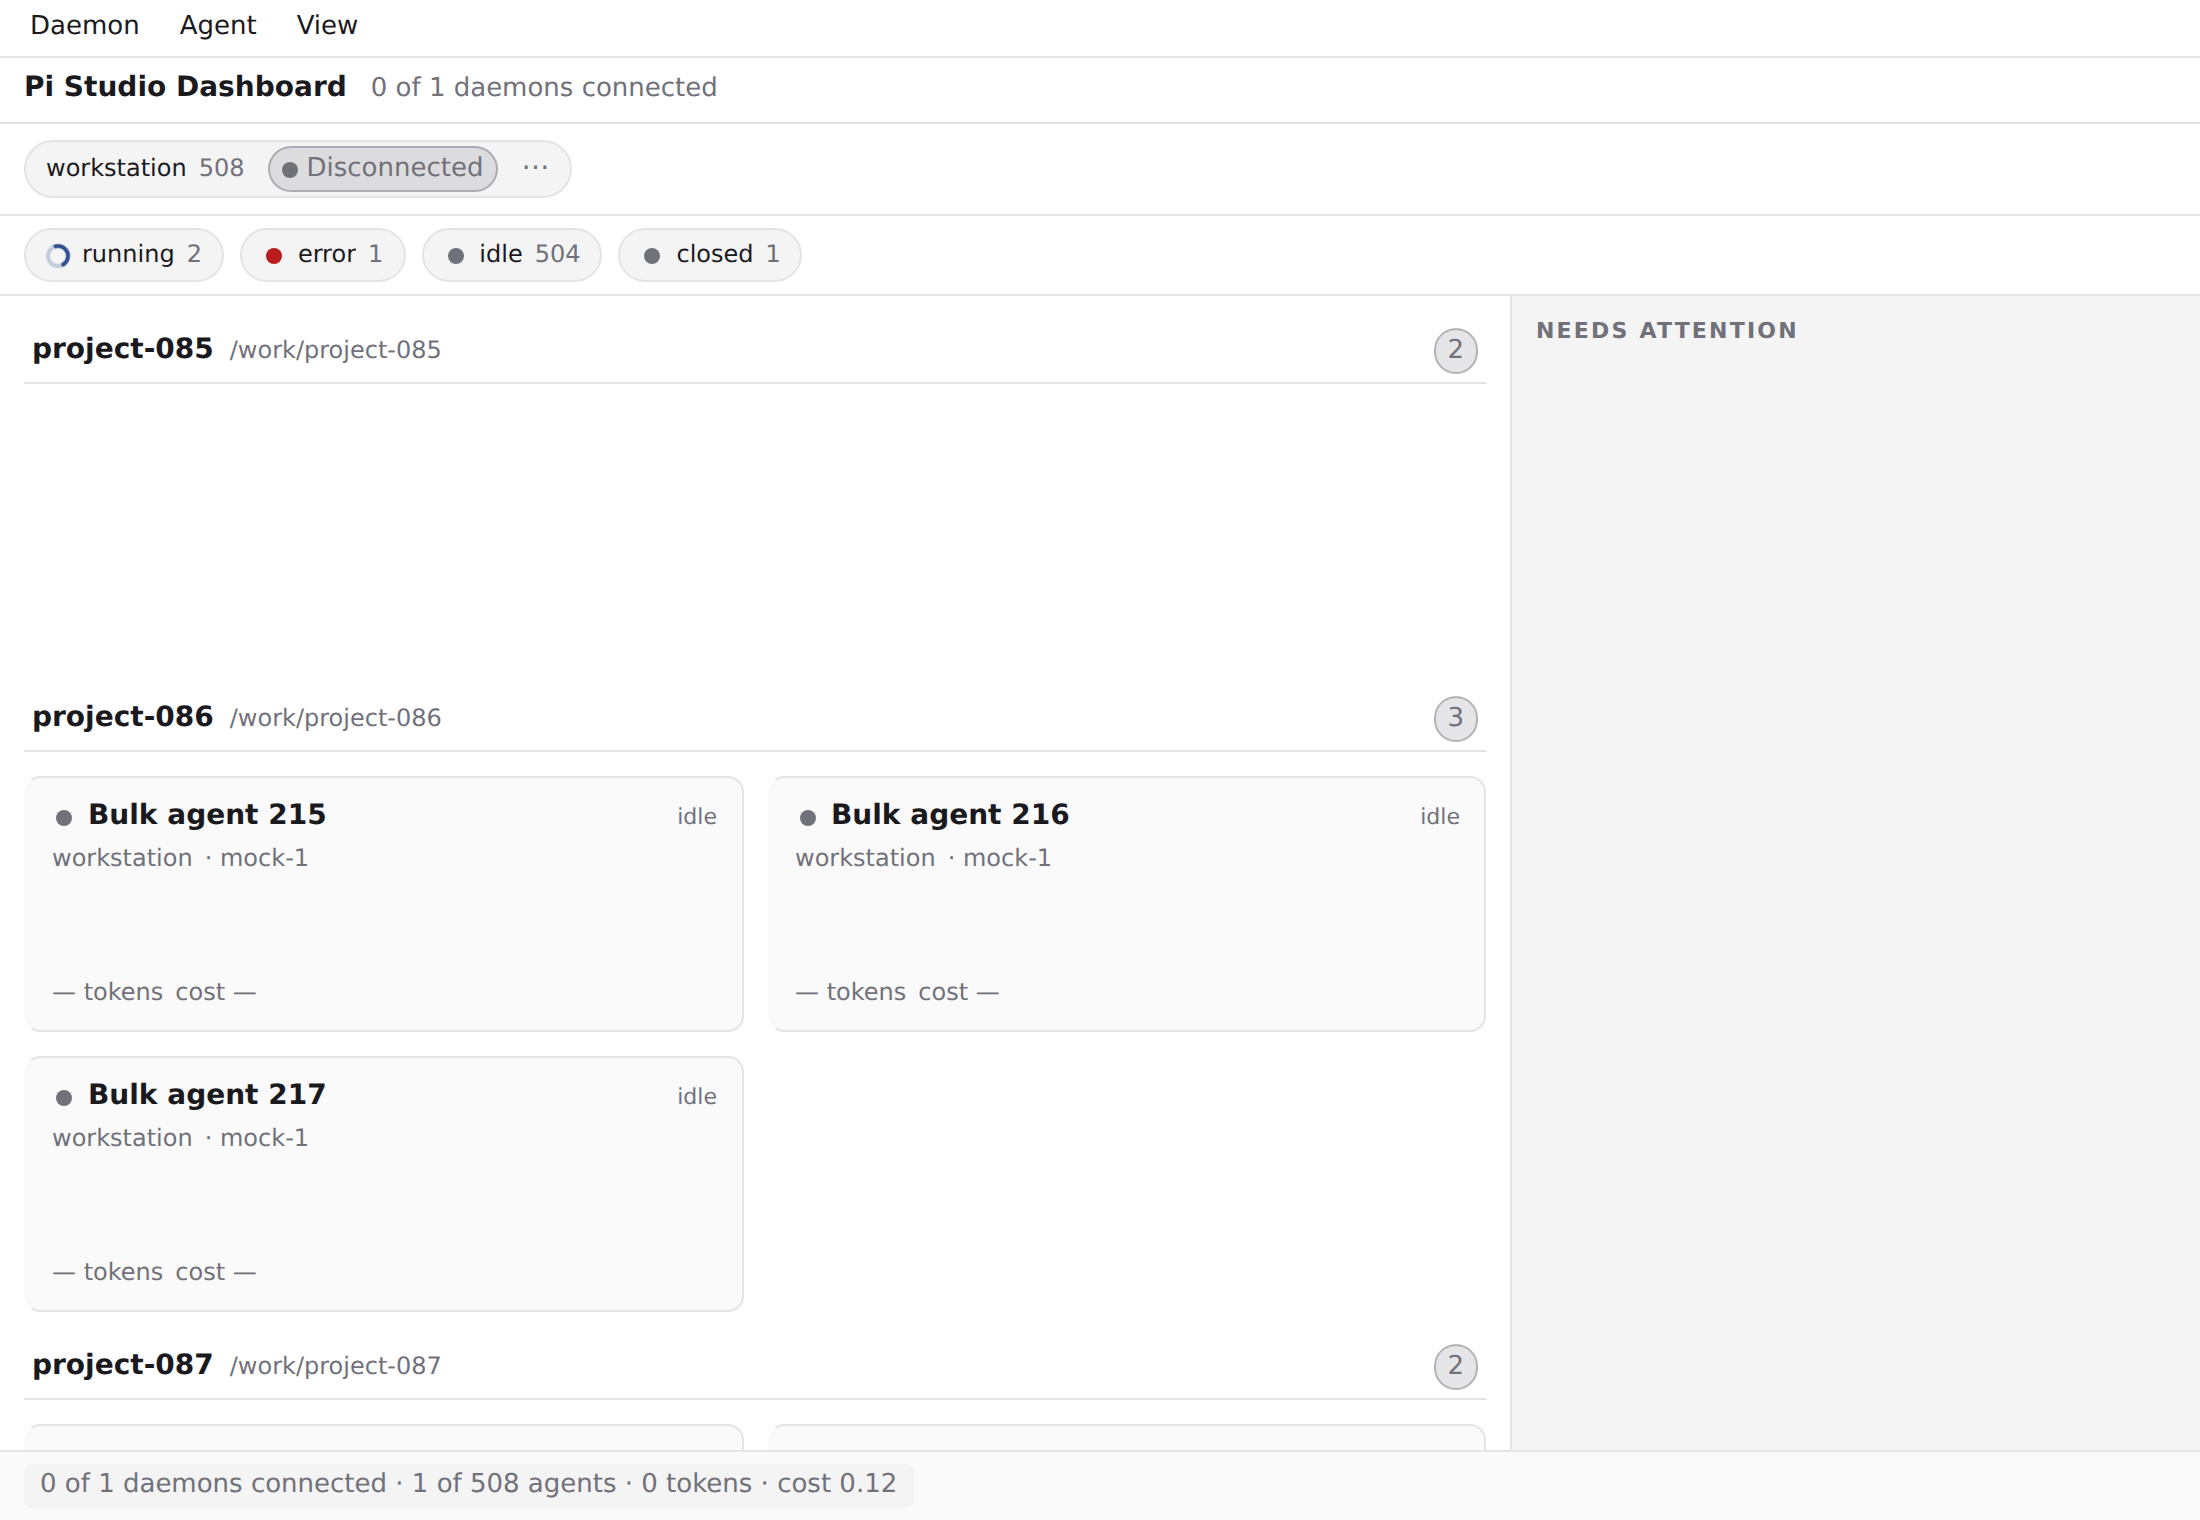 Daemon Agent View
Pi Studio Dashboard 0 of 1 daemons connected
workstation 508 Disconnected ···
running 2 error 1 idle 504 closed 1
project-085 /work/project-085 2
NEEDS ATTENTION
project-086 /work/project-086 3
Bulk agent 215 idle
workstation · mock-1
— tokens cost —
Bulk agent 216 idle
workstation · mock-1
— tokens cost —
Bulk agent 217 idle
workstation · mock-1
— tokens cost —
project-087 /work/project-087 2
0 of 1 daemons connected · 1 of 508 agents · 0 tokens · cost 0.12